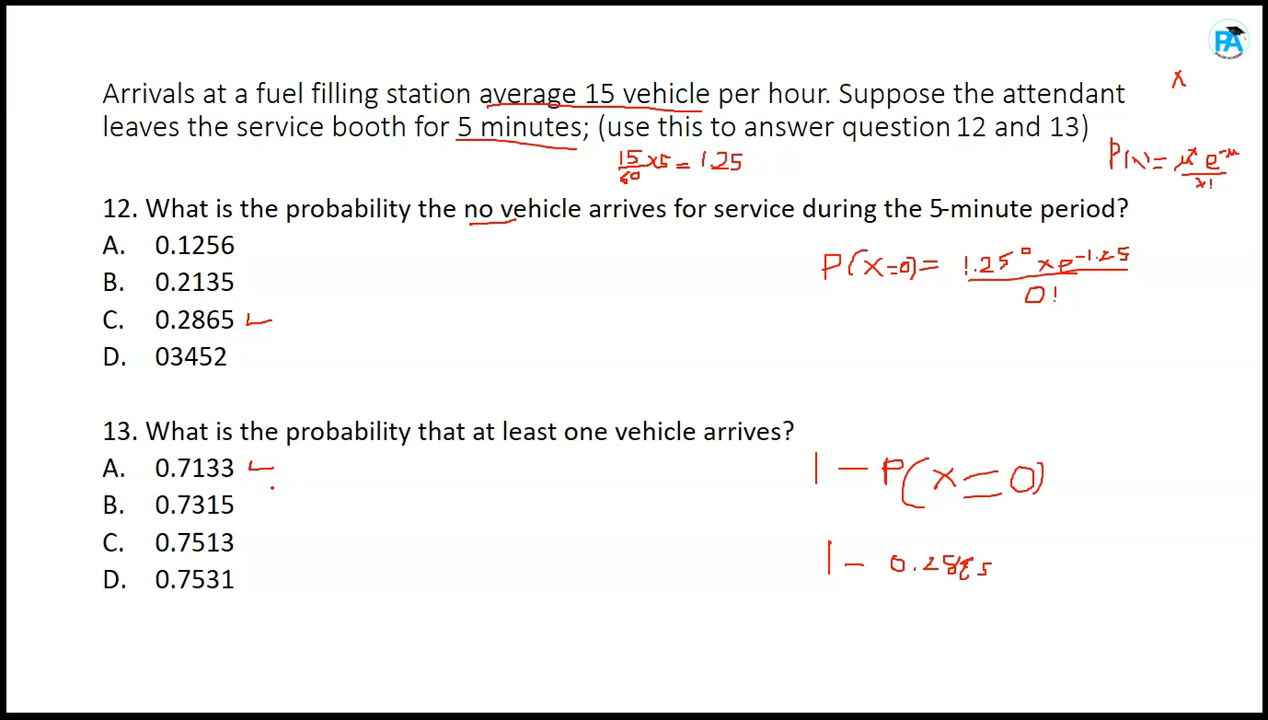 PA
Arrivals at a fuel filling station average 15 vehicle per hour. Suppose the attendant
x
leaves the service booth for 5 minutes; (use this to answer question 12 and 13)
15/60 x5 = 1.25
P(x) = μ^x e^-μ / x!
12. What is the probability the no vehicle arrives for service during the 5-minute period?
A. 0.1256
B. 0.2135
C. 0.2865
D. 03452
P(X=0) = 1.25^0 x e^-1.25 / 0!
13. What is the probability that at least one vehicle arrives?
A. 0.7133
B. 0.7315
C. 0.7513
D. 0.7531
1 - P(X=0)
1 -